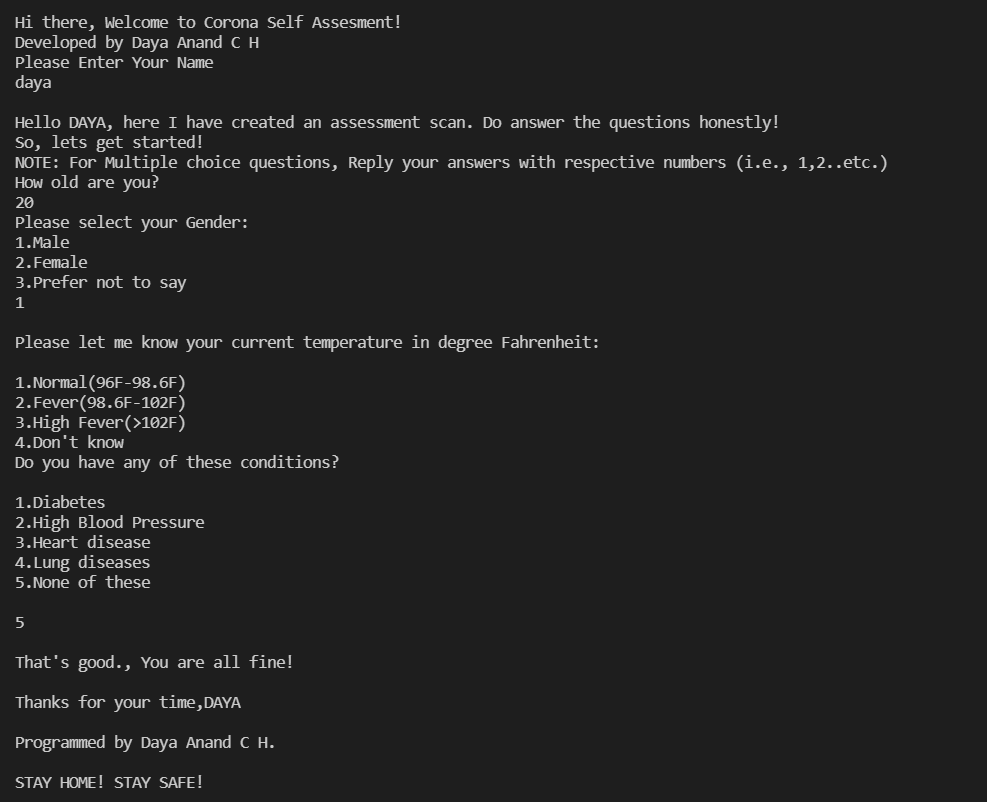 Hi there, Welcome to Corona Self Assesment!
Developed by Daya Anand C H
Please Enter Your Name
daya
Hello DAYA, here I have created an assessment scan. Do answer the questions honestly!
So, lets get started!
NOTE: For Multiple choice questions, Reply your answers with respective numbers (i.e., 1,2..etc.)
How old are you?
20
Please select your Gender:
1.Male
2.Female
3.Prefer not to say
1
Please let me know your current temperature in degree Fahrenheit:
1.Normal(96F-98.6F)
2.Fever(98.6F-102F)
3.High Fever(>102F)
4.Don't know
Do you have any of these conditions?
1.Diabetes
2.High Blood Pressure
3.Heart disease
4.Lung diseases
5.None of these
5
That's good., You are all fine!
Thanks for your time,DAYA
Programmed by Daya Anand C H.
STAY HOME! STAY SAFE!